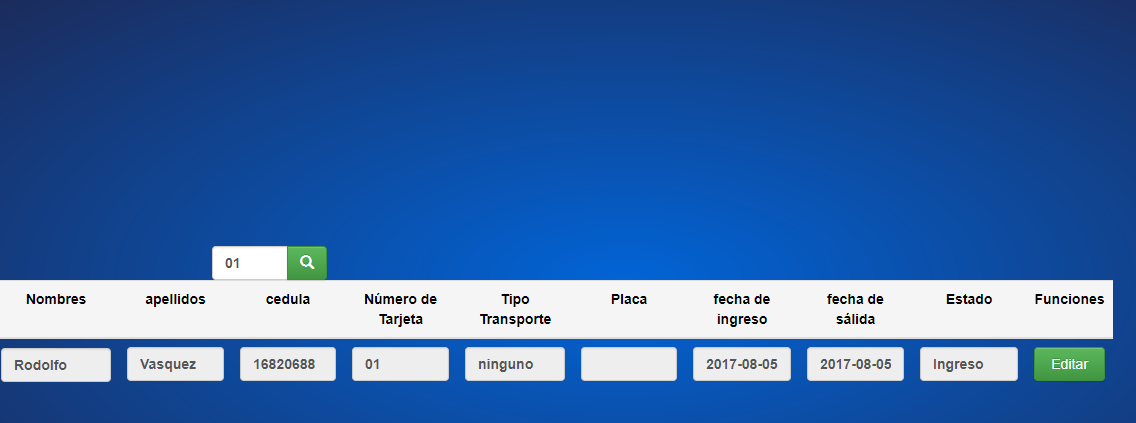 01
Nombres apellidos cedula Número de Tarjeta Tipo Transporte Placa fecha de ingreso fecha de sálida Estado Funciones
Rodolfo Vasquez 16820688 01 ninguno 2017-08-05 2017-08-05 Ingreso Editar